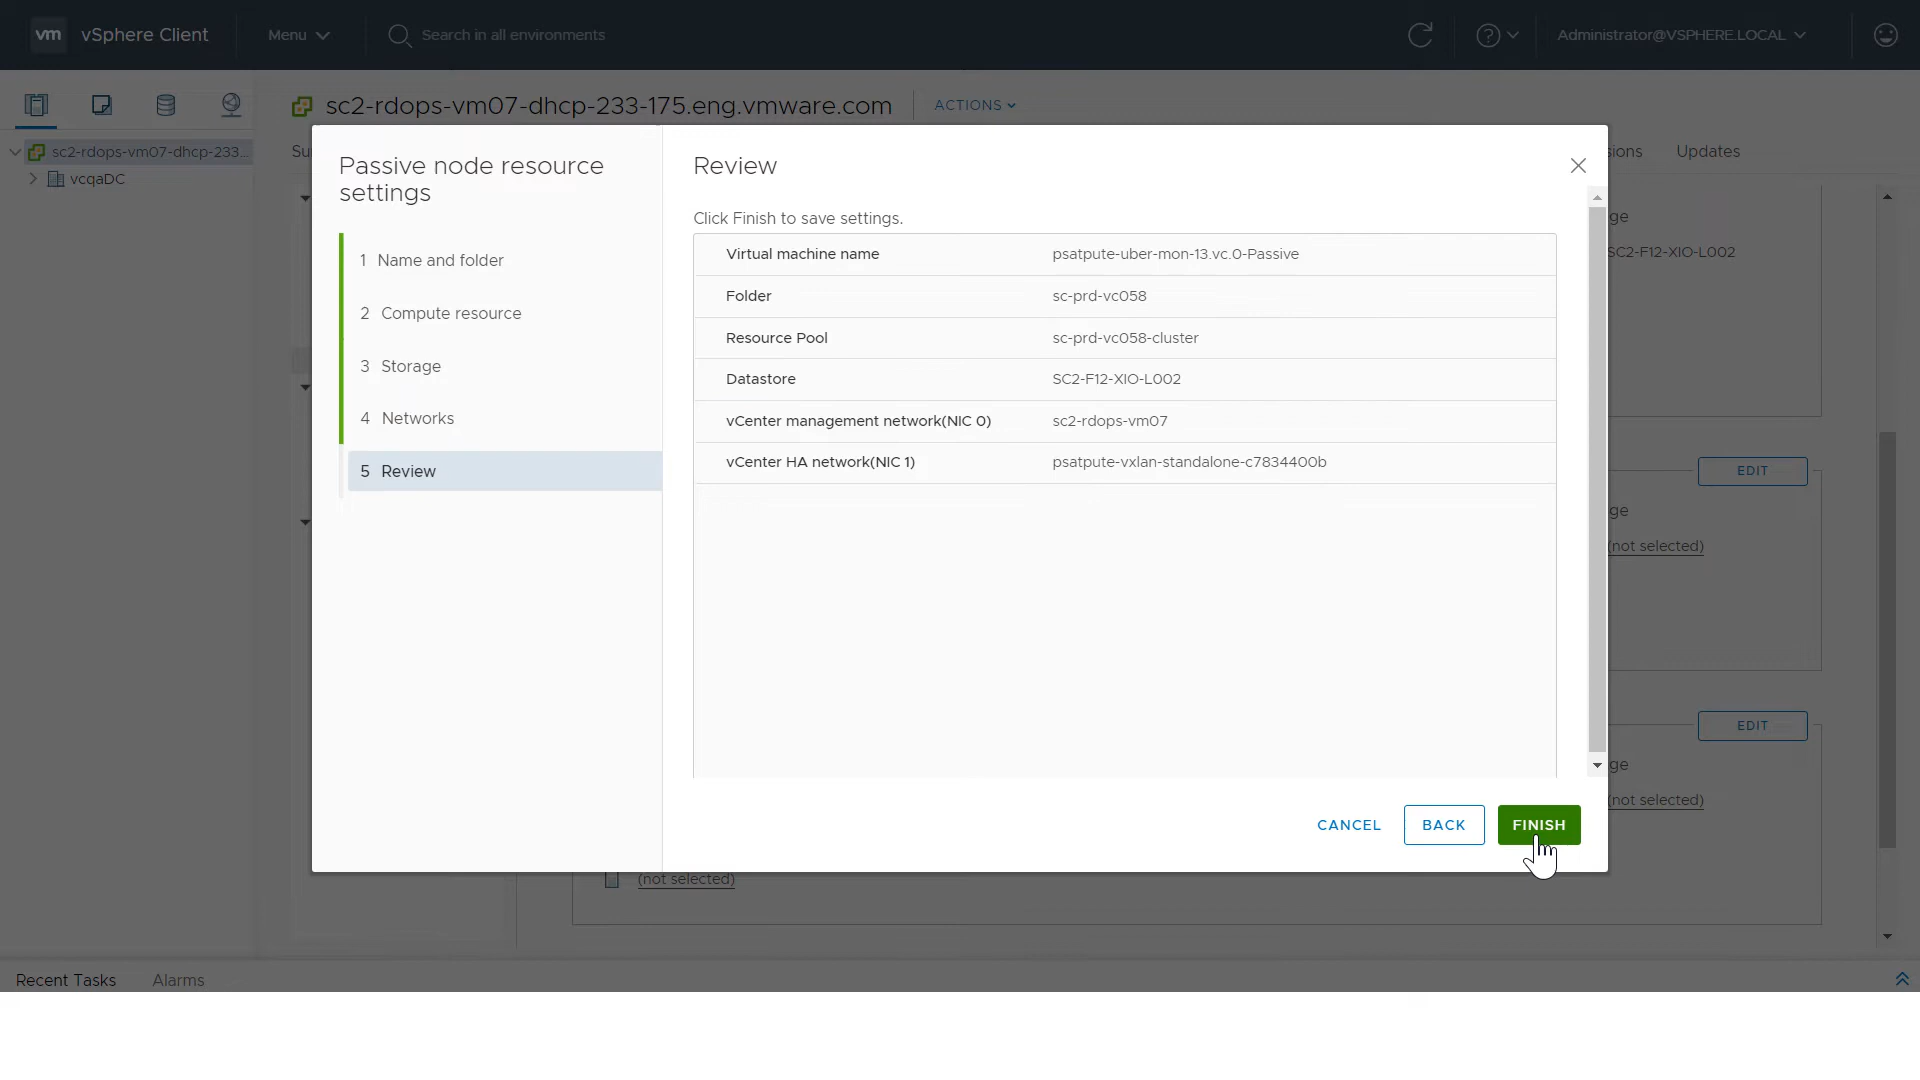 vm vSphere Client Menu Search in all environments Administrator@VSPHERE.LOCAL
sc2-rdops-vm07-dhcp-233-175.eng.vmware.com ACTIONS
sc2-rdops-vm07-dhcp-233...
vcqaDC
Su
sions Updates
Passive node resource
settings
1 Name and folder
2 Compute resource
3 Storage
4 Networks
5 Review
Review
Click Finish to save settings.
Virtual machine name psatpute-uber-mon-13.vc.0-Passive
Folder sc-prd-vc058
Resource Pool sc-prd-vc058-cluster
Datastore SC2-F12-XIO-L002
vCenter management network(NIC 0) sc2-rdops-vm07
vCenter HA network(NIC 1) psatpute-vxlan-standalone-c7834400b
CANCEL BACK FINISH
ge
SC2-F12-XIO-L002
EDIT
ge
(not selected)
EDIT
ge
(not selected)
(not selected)
Recent Tasks Alarms